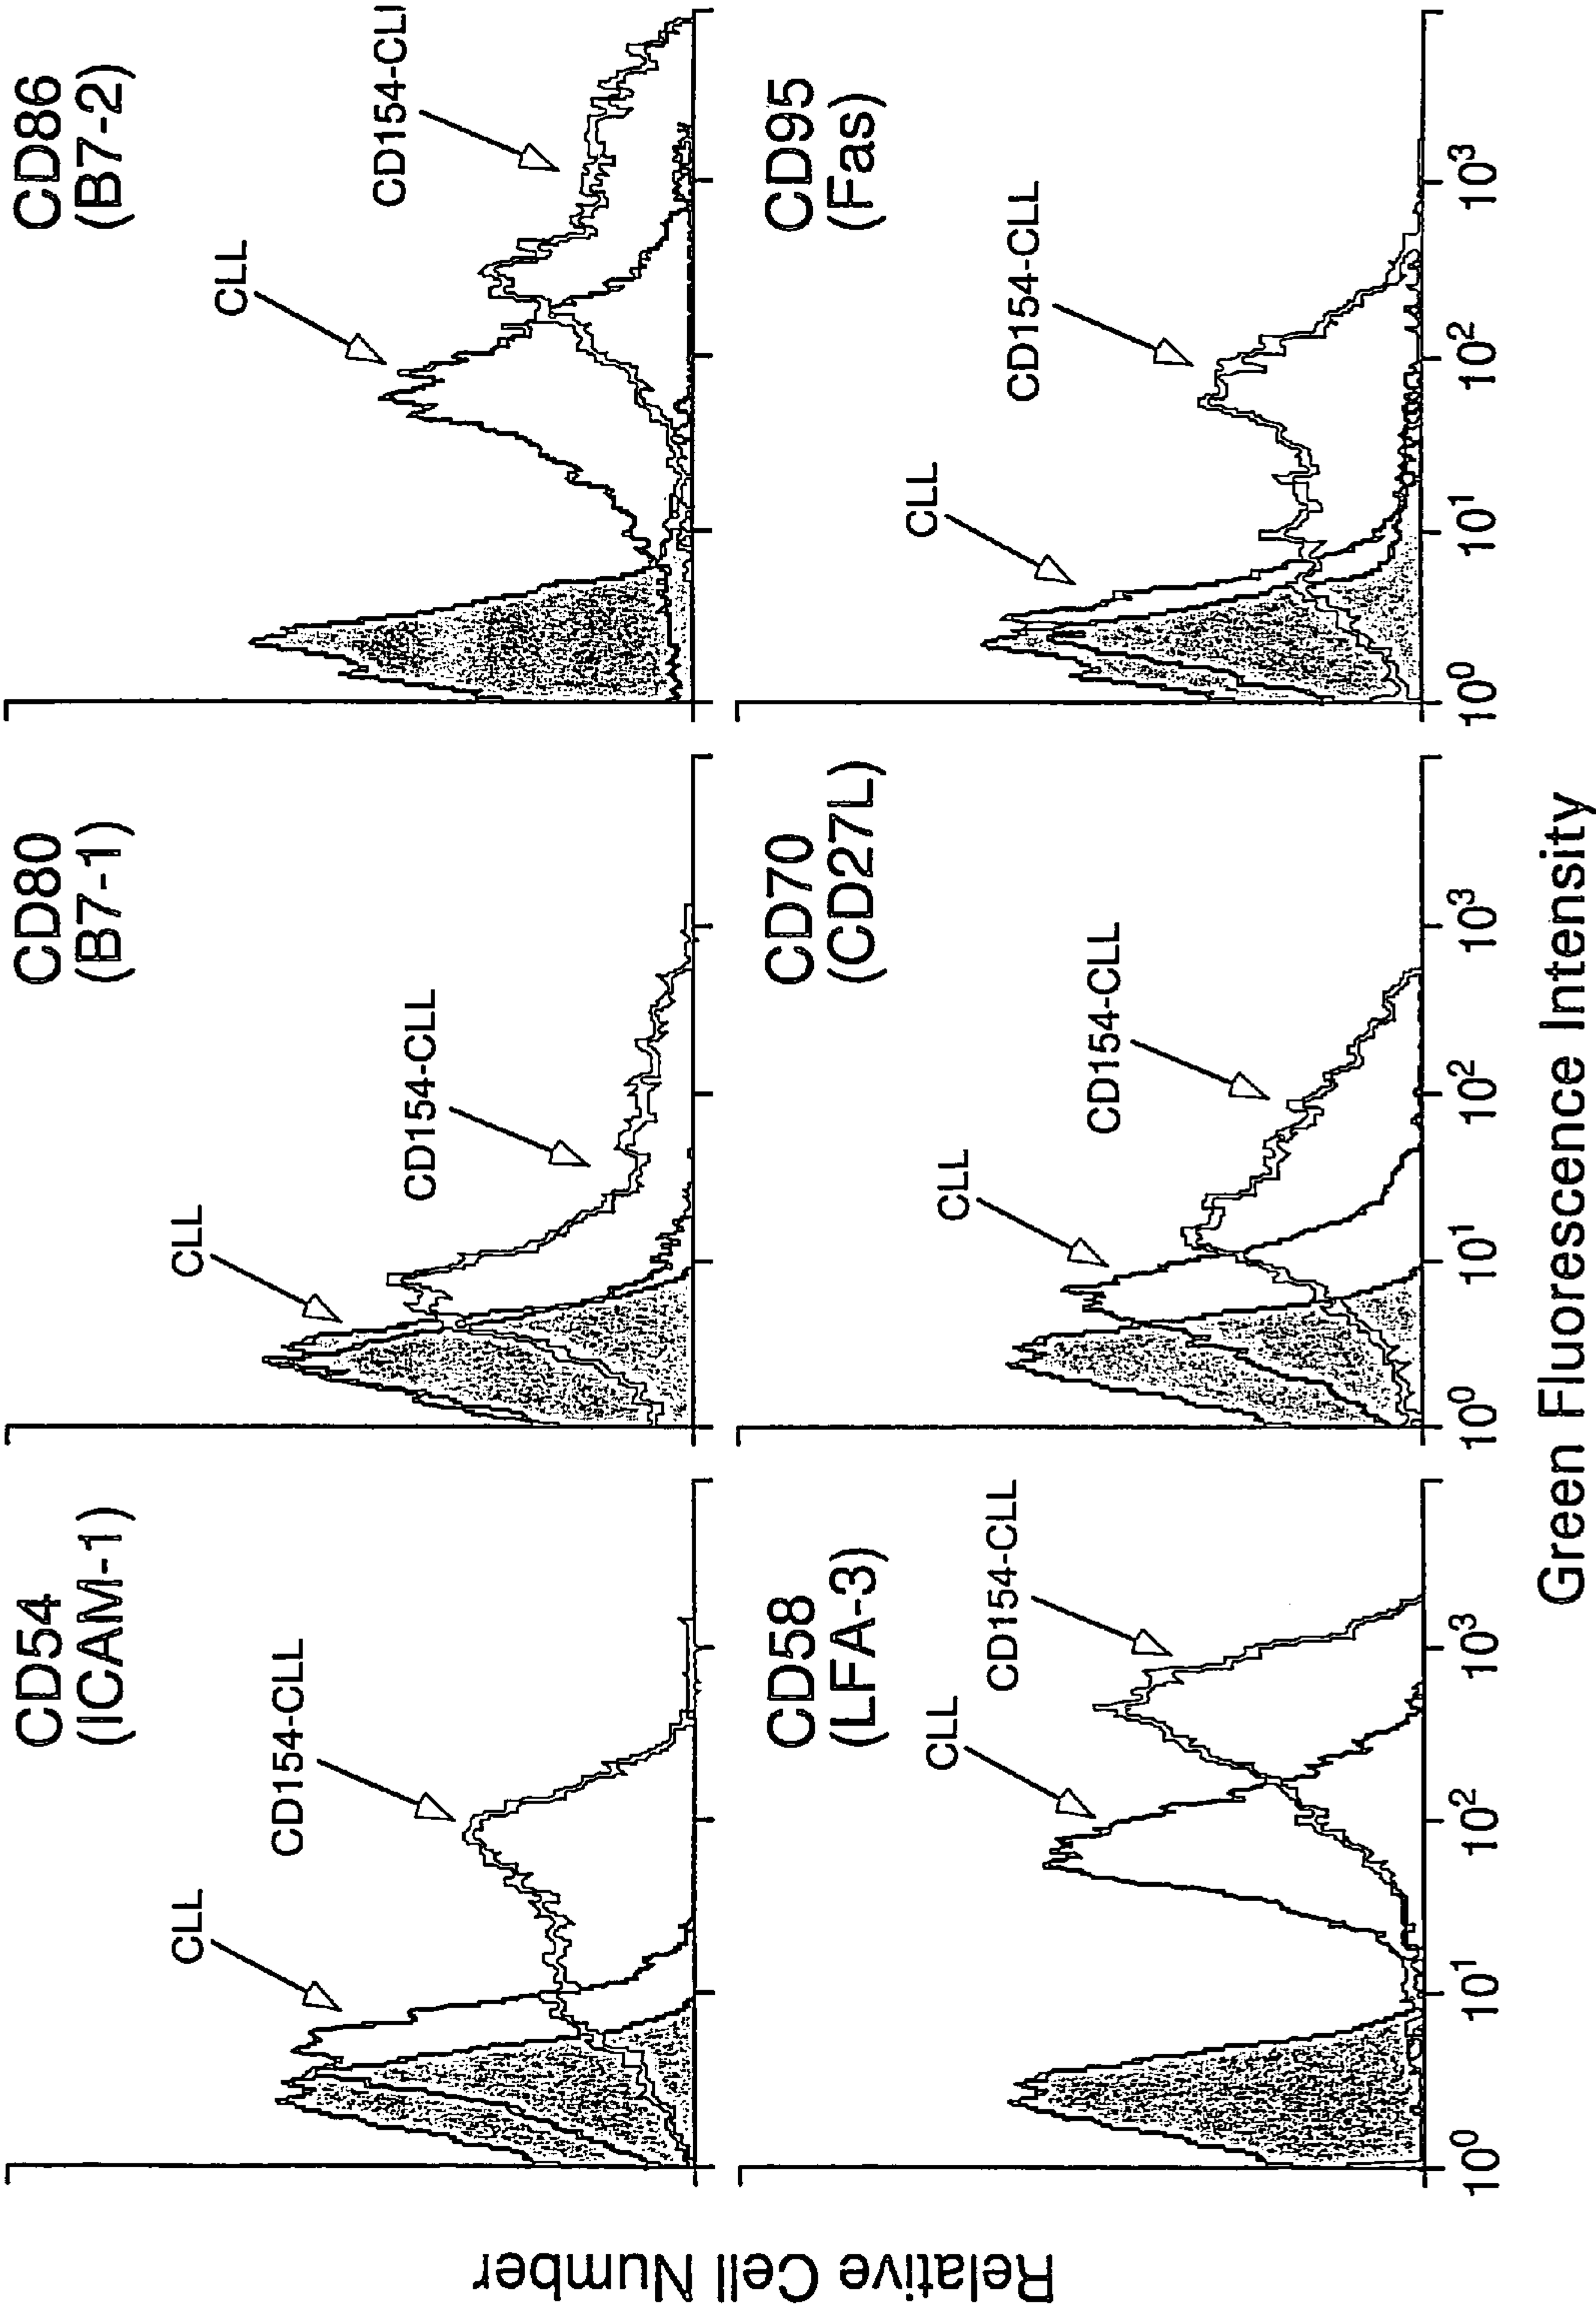 CD54
(ICAM-1)
CLL
CD154-CLL
CD80
(B7-1)
CLL
CD154-CLL
CD86
(B7-2)
CLL
CD154-CLI
CD58
(LFA-3)
CLL
CD154-CLL
10⁰ 10¹ 10² 10³
CD70
(CD27L)
CLL
CD154-CLL
10⁰ 10¹ 10² 10³
CD95
(Fas)
CLL
CD154-CLL
10⁰ 10¹ 10² 10³
Relative Cell Number
Green Fluorescence Intensity